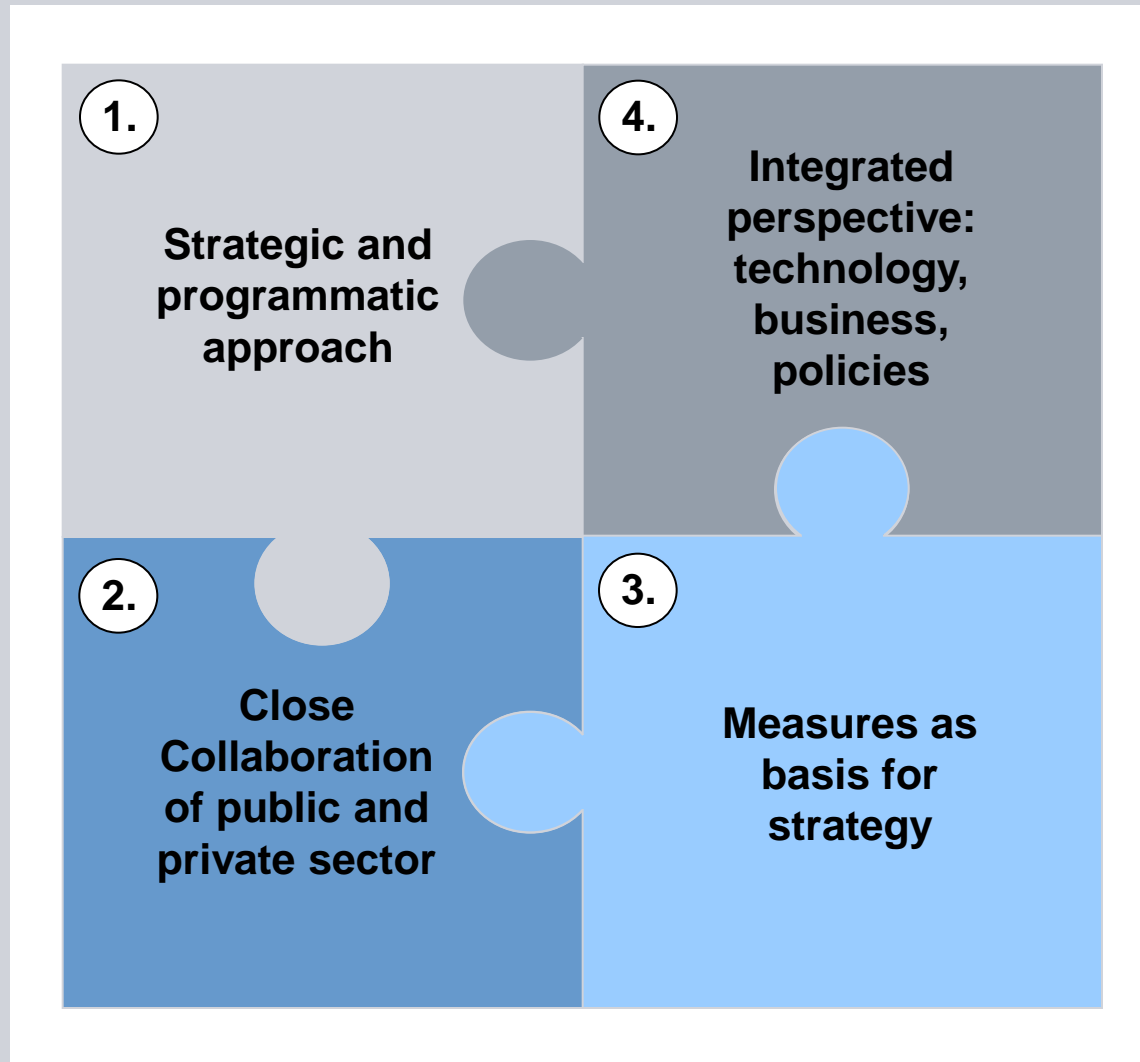 1.
Strategic and
programmatic
approach
2.
Close
Collaboration
of public and
private sector
3.
Measures as
basis for
strategy
4.
Integrated
perspective:
technology,
business,
policies